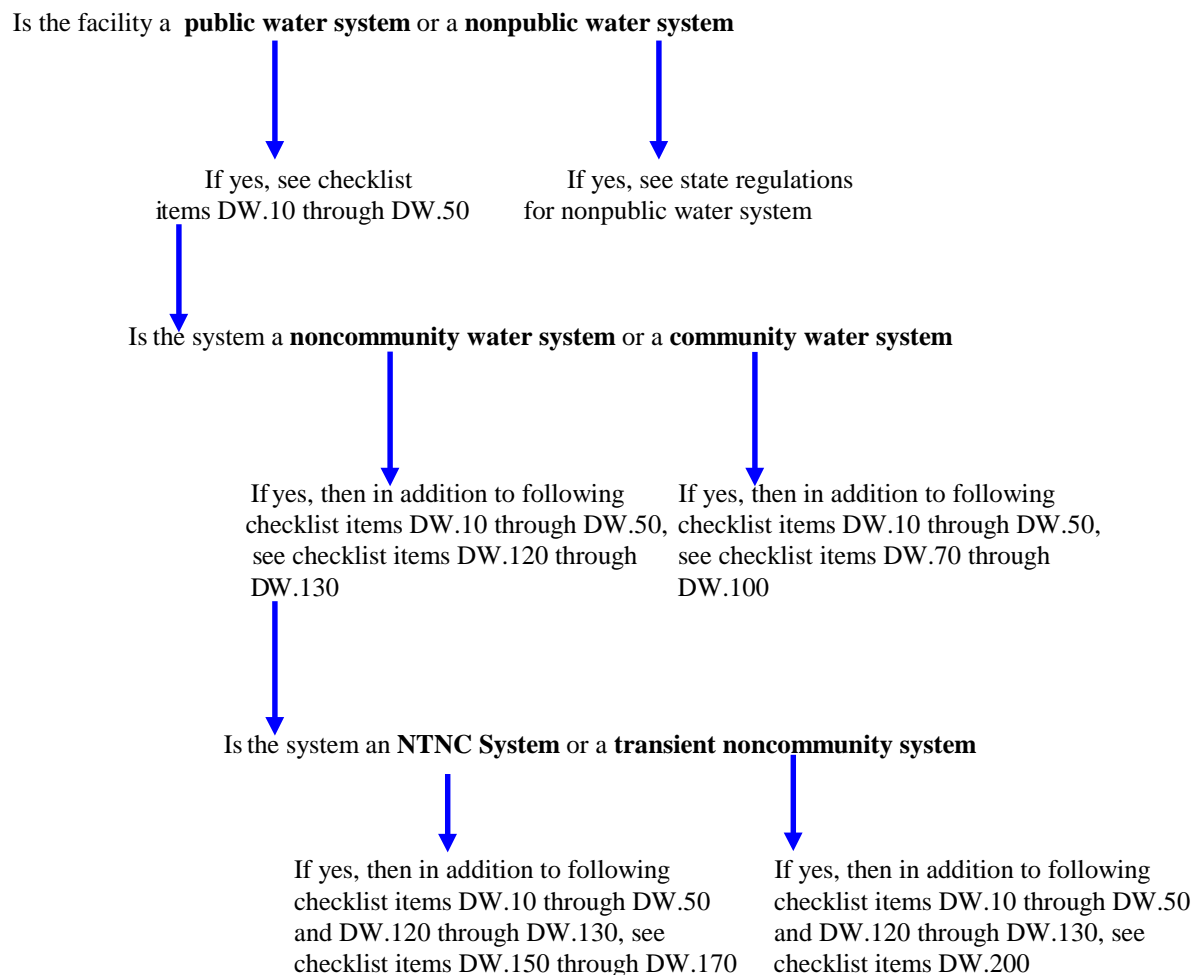 Is the facility a public water system or a nonpublic water system
If yes, see checklist
items DW.10 through DW.50
If yes, see state regulations
for nonpublic water system
Is the system a noncommunity water system or a community water system
If yes, then in addition to following
checklist items DW.10 through DW.50,
see checklist items DW.120 through
DW.130
If yes, then in addition to following
checklist items DW.10 through DW.50,
see checklist items DW.70 through
DW.100
Is the system an NTNC System or a transient noncommunity system
If yes, then in addition to following
checklist items DW.10 through DW.50
and DW.120 through DW.130, see
checklist items DW.150 through DW.170
If yes, then in addition to following
checklist items DW.10 through DW.50
and DW.120 through DW.130, see
checklist items DW.200